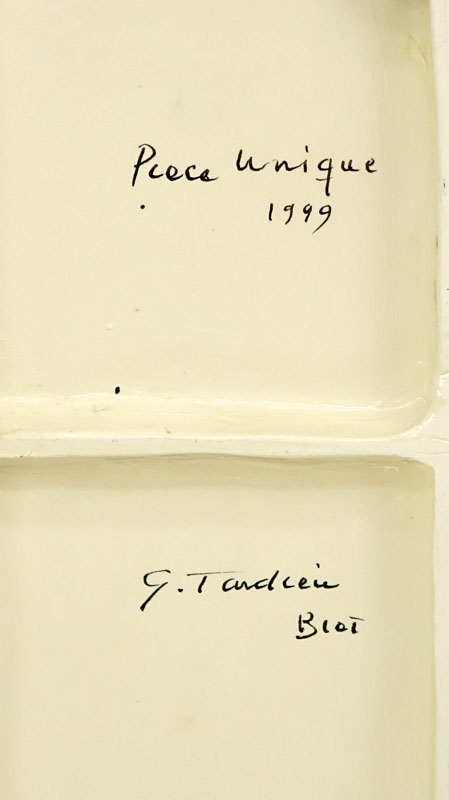 Piece Unique
1999
G. Tardieu
Biot